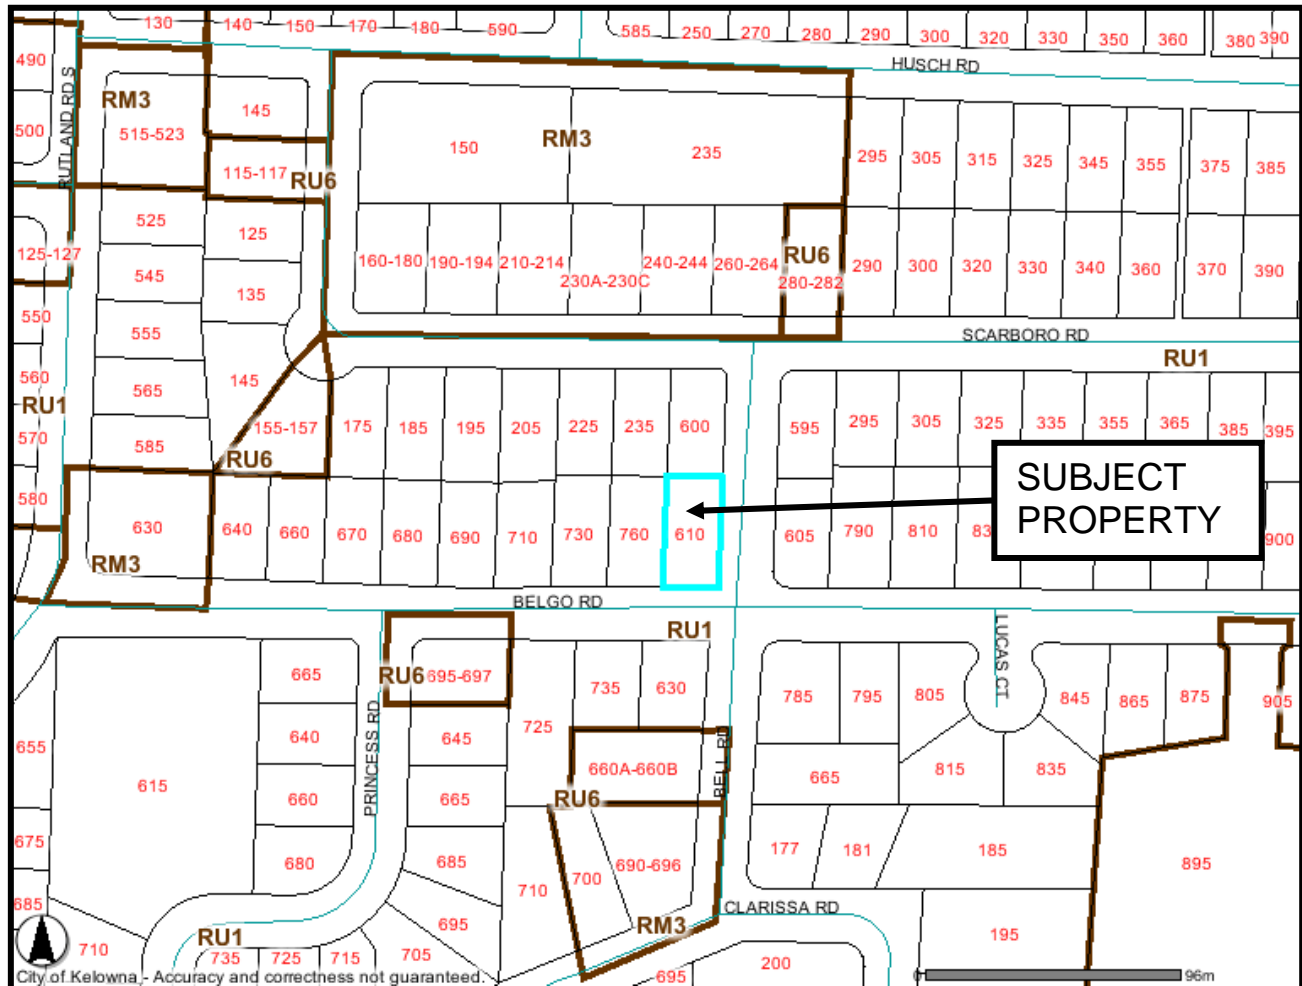 130 140 150 170 180 590 585 250 270 280 290 300 320 330 350 360 380 390
490
HUSCH RD
RUTLAND RD S
RM3
145
500
515-523
150
RM3
235
295 305 315 325 345 355 375 385
115-117
RU6
525
125
125-127
545
135
160-180 190-194 210-214 230A-230C 240-244 260-264
RU6
280-282
290 300 320 330 340 360 370 390
550
555
SCARBORO RD
RU1
560
565
145
RU1
570
585
155-157
RU6
175 185 195 205 225 235 600
595 295 305 325 335 355 365 385 395
SUBJECT
PROPERTY
580
630
RM3
640 660 670 680 690 710 730 760 610
605 790 810 900
BELGO RD
RU1
LUCAS CT
665
RU6
695-697
735 630
785 795 805 845 865 875 905
725
655
640
645
PRINCESS RD
BELL RD
660A-660B
665
815 835
615
660
665
RU6
675
680
685
700
690-696
177 181 185
895
710
685
695
CLARISSA RD
RM3
RU1
710
735 725 715 705
695
200
195
City of Kelowna - Accuracy and correctness not guaranteed.
0 96m